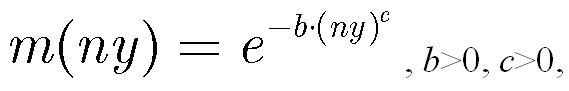 m(ny) = e^{-b·(ny)^c} , b>0, c>0,